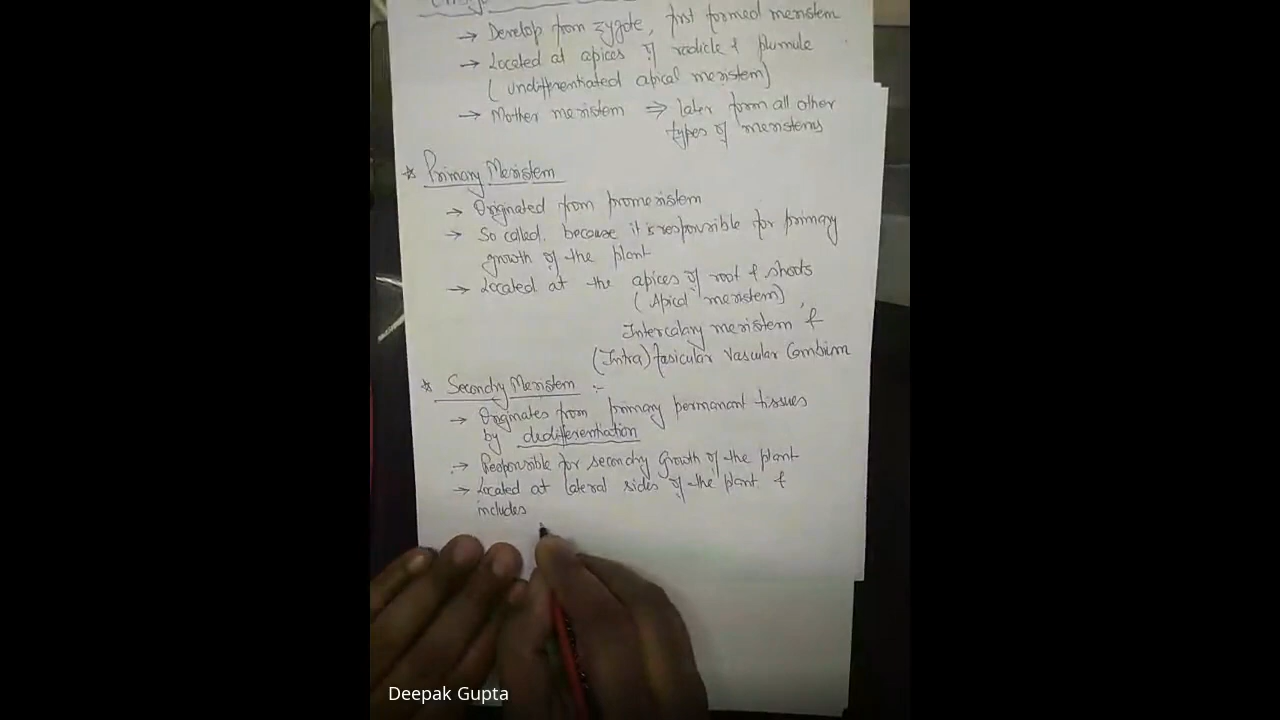 → Develop from zygote, first formed meristem
→ Located at apices of radicle & plumule
(undifferentiated apical meristem)
→ Mother meristem ⇒ Later form all other
types of meristems
* Primary Meristem
→ Originated from promeristem
→ So called. because it is responsible for primary
growth of the plant
→ Located at the apices of root & shoots
(Apical meristem),
Intercalary meristem &
(Intra) fasicular vascular Combium
* Secondry Meristem :-
→ Originates from primary permanant tissues
by dedifferentiation
→ Responsible for secondry Growth of the plant
→ Located at lateral sides of the plant &
includes
Deepak Gupta